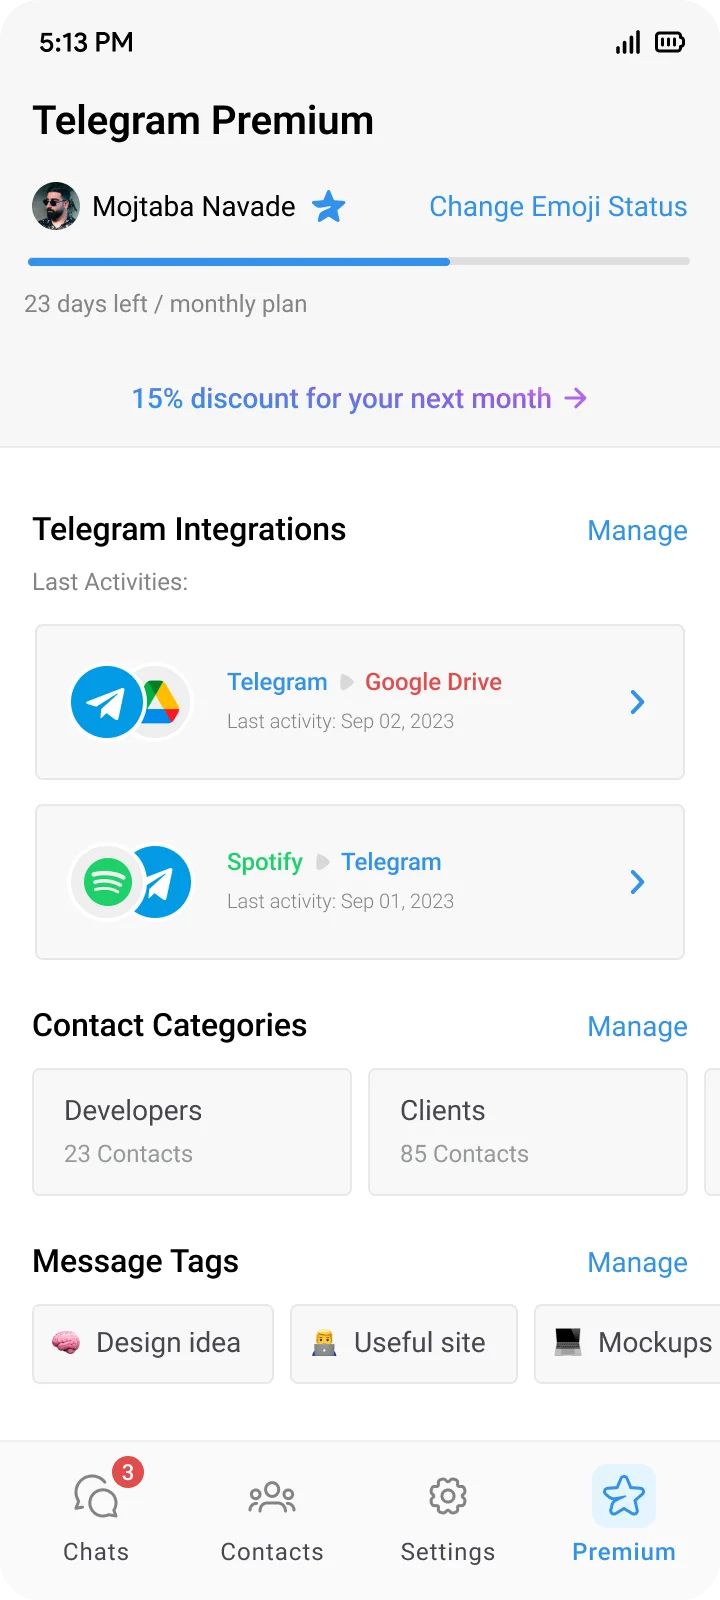 5:13 PM
Telegram Premium
Mojtaba Navade
Change Emoji Status
23 days left / monthly plan
15% discount for your next month →
Telegram Integrations
Manage
Last Activities:
Telegram
Google Drive
Last activity: Sep 02, 2023
Spotify
Telegram
Last activity: Sep 01, 2023
Contact Categories
Manage
Developers
Clients
23 Contacts
85 Contacts
Message Tags
Manage
Design idea
Useful site
Mockups
3
Chats
Contacts
Settings
Premium